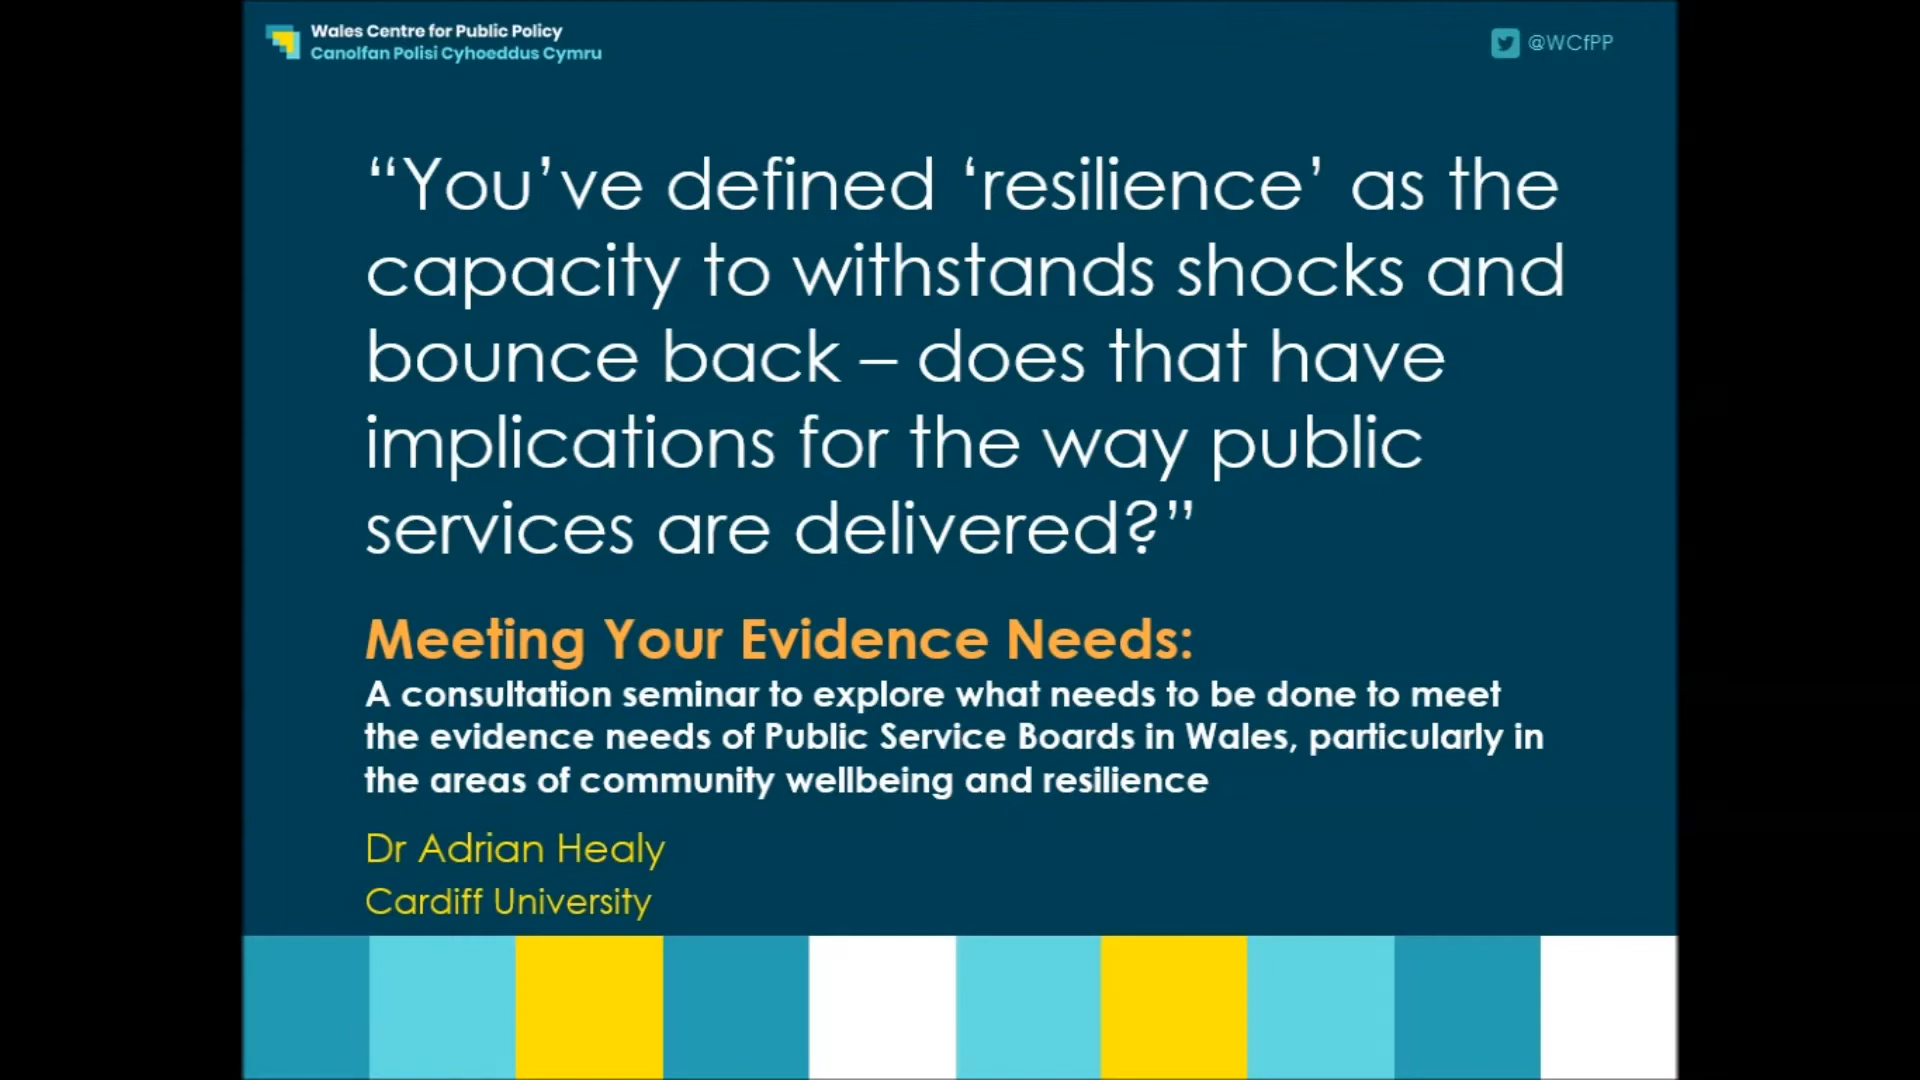 Wales Centre for Public Policy
Canolfan Polisi Cyhoeddus Cymru
@WCfPP
“You’ve defined ‘resilience’ as the
capacity to withstands shocks and
bounce back – does that have
implications for the way public
services are delivered?”
Meeting Your Evidence Needs:
A consultation seminar to explore what needs to be done to meet
the evidence needs of Public Service Boards in Wales, particularly in
the areas of community wellbeing and resilience
Dr Adrian Healy
Cardiff University